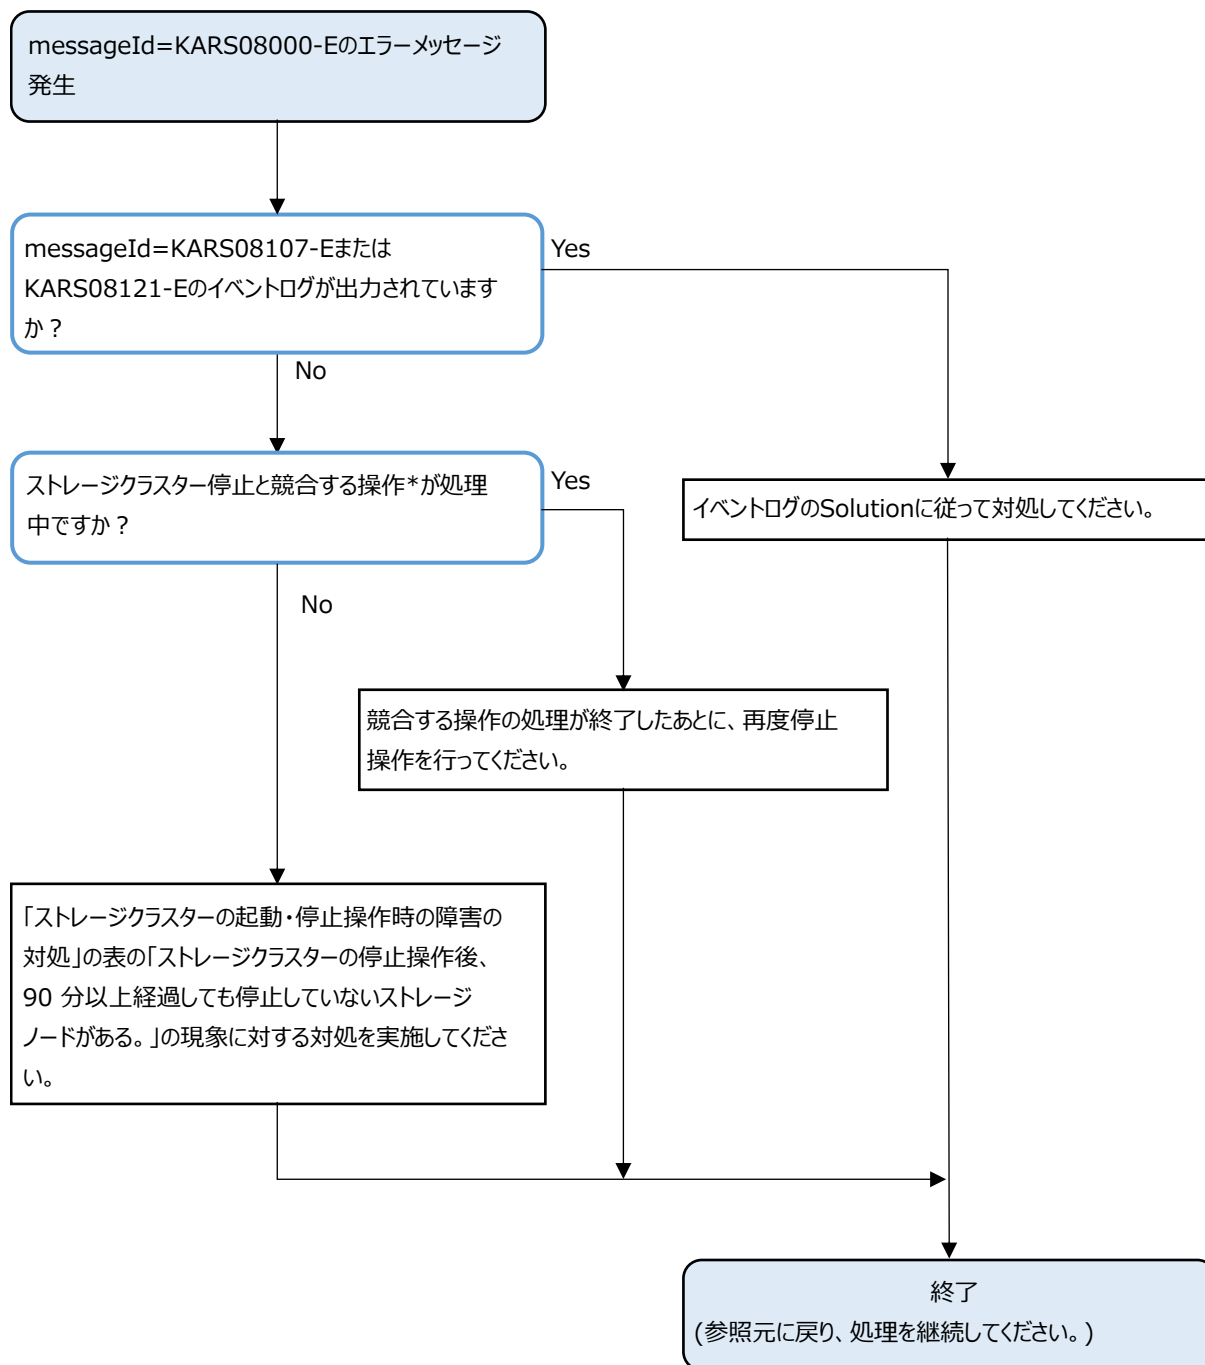 messageId=KARS08000-Eのエラーメッセージ
発生
messageId=KARS08107-Eまたは
KARS08121-Eのイベントログが出力されています
か？
Yes
No
ストレージクラスター停止と競合する操作*が処理
中ですか？
Yes
イベントログのSolutionに従って対処してください。
No
競合する操作の処理が終了したあとに、再度停止
操作を行ってください。
「ストレージクラスターの起動・停止操作時の障害の
対処」の表の「ストレージクラスターの停止操作後、
90 分以上経過しても停止していないストレージ
ノードがある。」の現象に対する対処を実施してくださ
い。
終了
(参照元に戻り、処理を継続してください。)